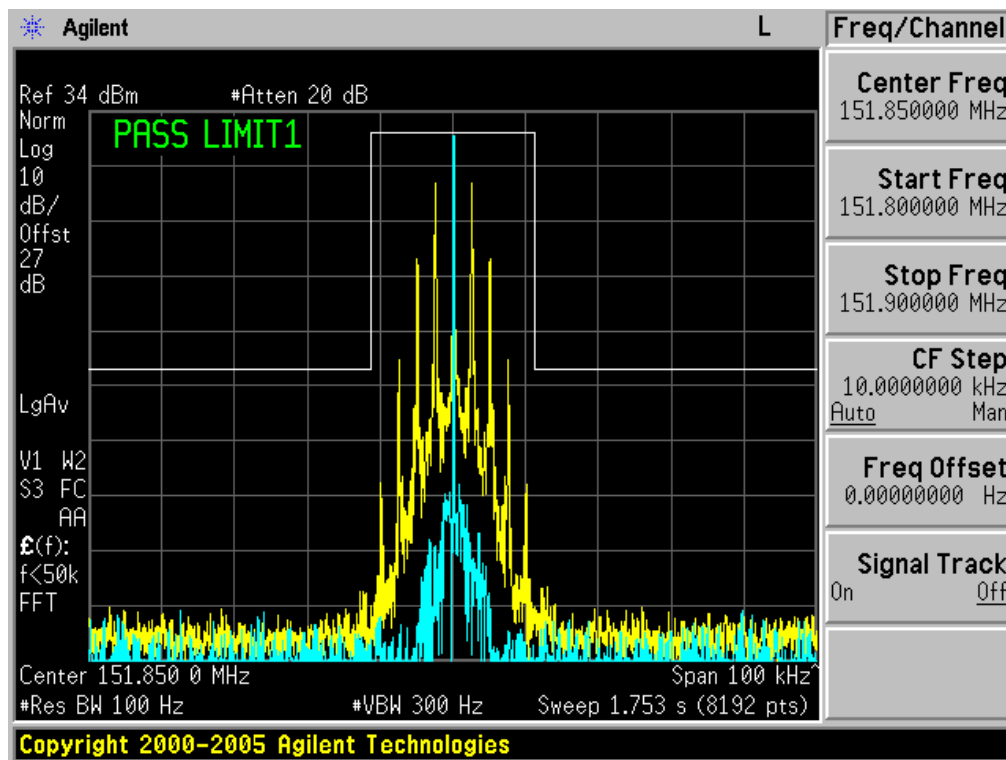 Agilent L Freq/Channel
Ref 34 dBm #Atten 20 dB
Norm
PASS LIMIT1
Log
10
dB/
Offst
27
dB
LgAv
V1 W2
S3 FC
AA
£(f):
f<50k
FFT
Center 151.850 0 MHz Span 100 kHz^
#Res BW 100 Hz #VBW 300 Hz Sweep 1.753 s (8192 pts)
Copyright 2000-2005 Agilent Technologies
Center Freq
151.850000 MHz
Start Freq
151.800000 MHz
Stop Freq
151.900000 MHz
CF Step
10.0000000 kHz
Auto Man
Freq Offset
0.00000000 Hz
Signal Track
On Off